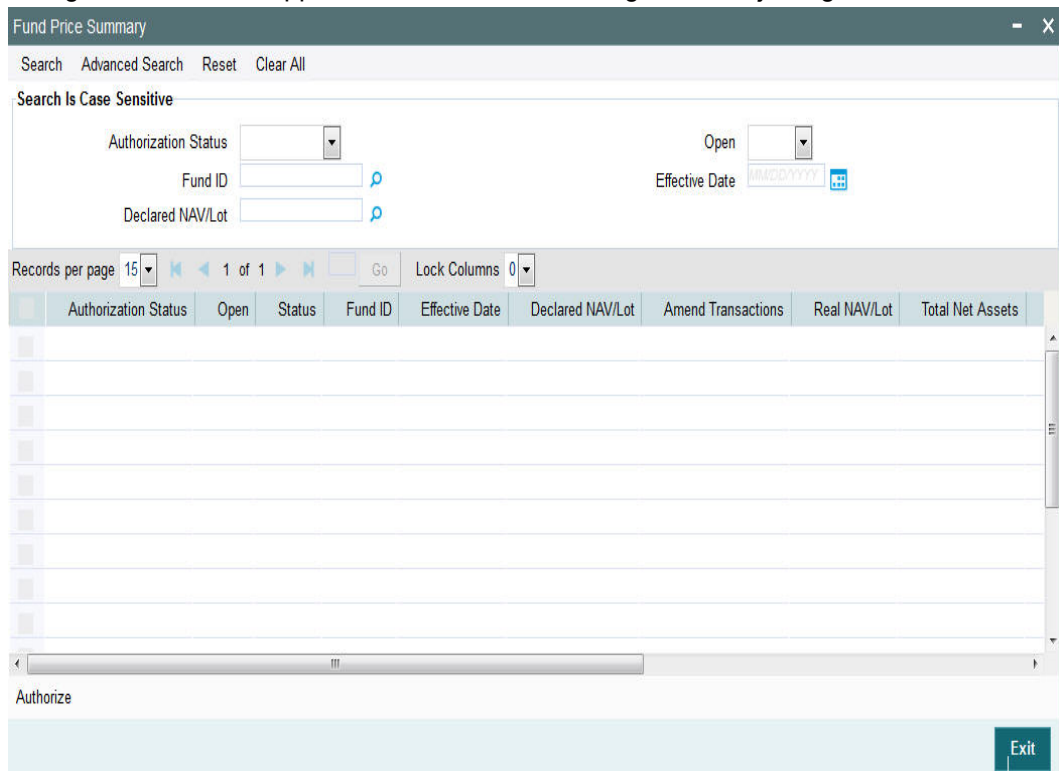 Fund Price Summary
Search Advanced Search Reset Clear All
Search Is Case Sensitive
Authorization Status Open
Fund ID Effective Date MM/DD/YYYY
Declared NAV/Lot
Records per page 15 1 of 1 Go Lock Columns 0
Authorization Status Open Status Fund ID Effective Date Declared NAV/Lot Amend Transactions Real NAV/Lot Total Net Assets
Authorize
Exit